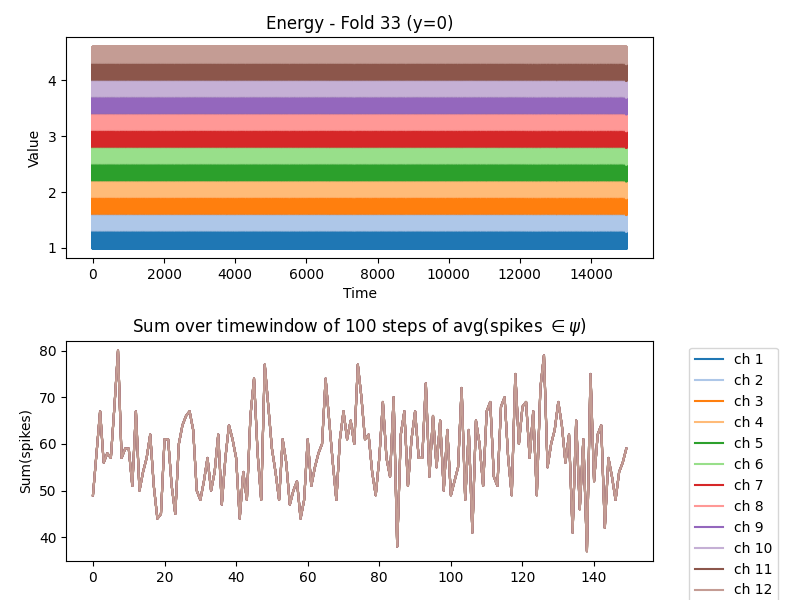 Energy - Fold 33 (y=0)
Value
4
3
2
1
0 2000 4000 6000 8000 10000 12000 14000
Time
Sum over timewindow of 100 steps of avg(spikes ∈ ψ)
Sum(spikes)
80
70
60
50
40
0 20 40 60 80 100 120 140
ch 1
ch 2
ch 3
ch 4
ch 5
ch 6
ch 7
ch 8
ch 9
ch 10
ch 11
ch 12